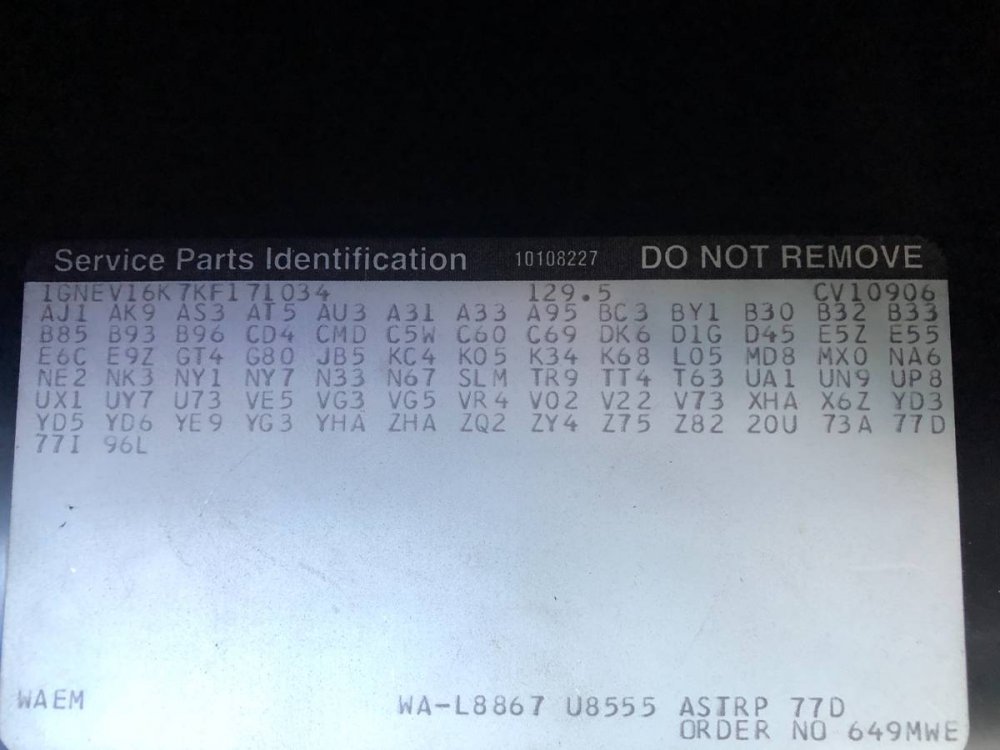 Service Parts Identification 10108227 DO NOT REMOVE
1GNEV16K7KF171034 129.5 CV10906
AJ1 AK9 AS3 AT5 AU3 A31 A33 A95 BC3 BY1 B30 B32 B33
B85 B93 B96 CD4 CMD C5W C60 C69 DK6 D1G D45 E5Z E55
E6C E9Z GT4 G80 JB5 KC4 K05 K34 K68 L05 MD8 MX0 NA6
NE2 NK3 NY1 NY7 N33 N67 SLM TR9 TT4 T63 UA1 UN9 UP8
UX1 UY7 U73 VE5 VG3 VG5 VR4 V02 V22 V73 XHA X6Z YD3
YD5 YD6 YE9 YG3 YHA ZHA ZQ2 ZY4 Z75 Z82 20U 73A 77D
77I 96L
WAEM WA-L8867 U8555 ASTRP 77D
ORDER NO 649MWE